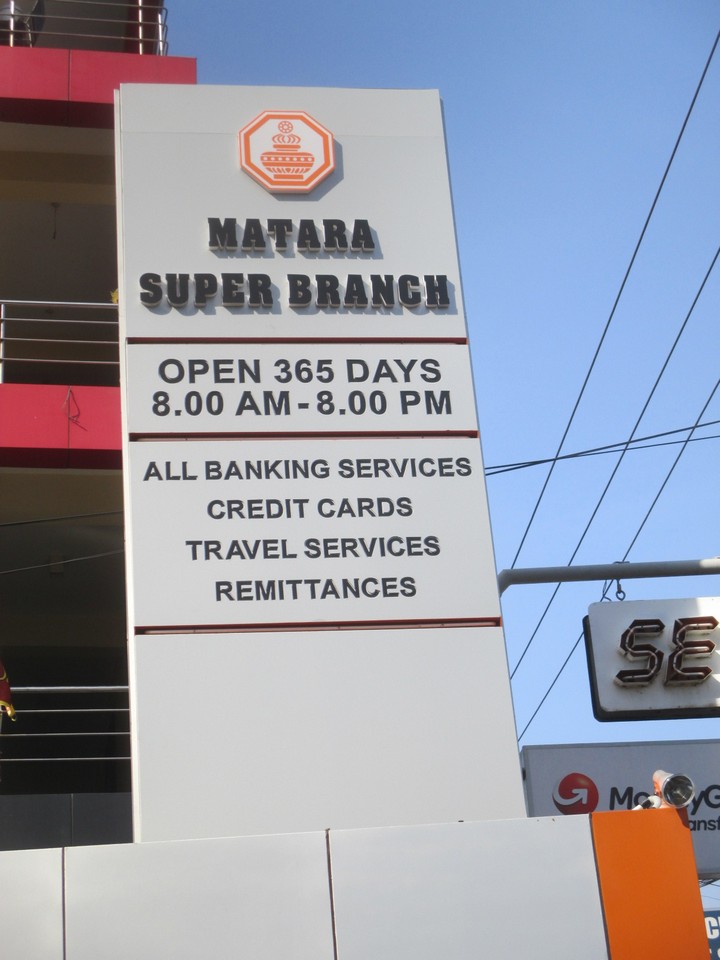 MATARA
SUPER BRANCH
OPEN 365 DAYS
8.00 AM - 8.00 PM
ALL BANKING SERVICES
CREDIT CARDS
TRAVEL SERVICES
REMITTANCES
SE